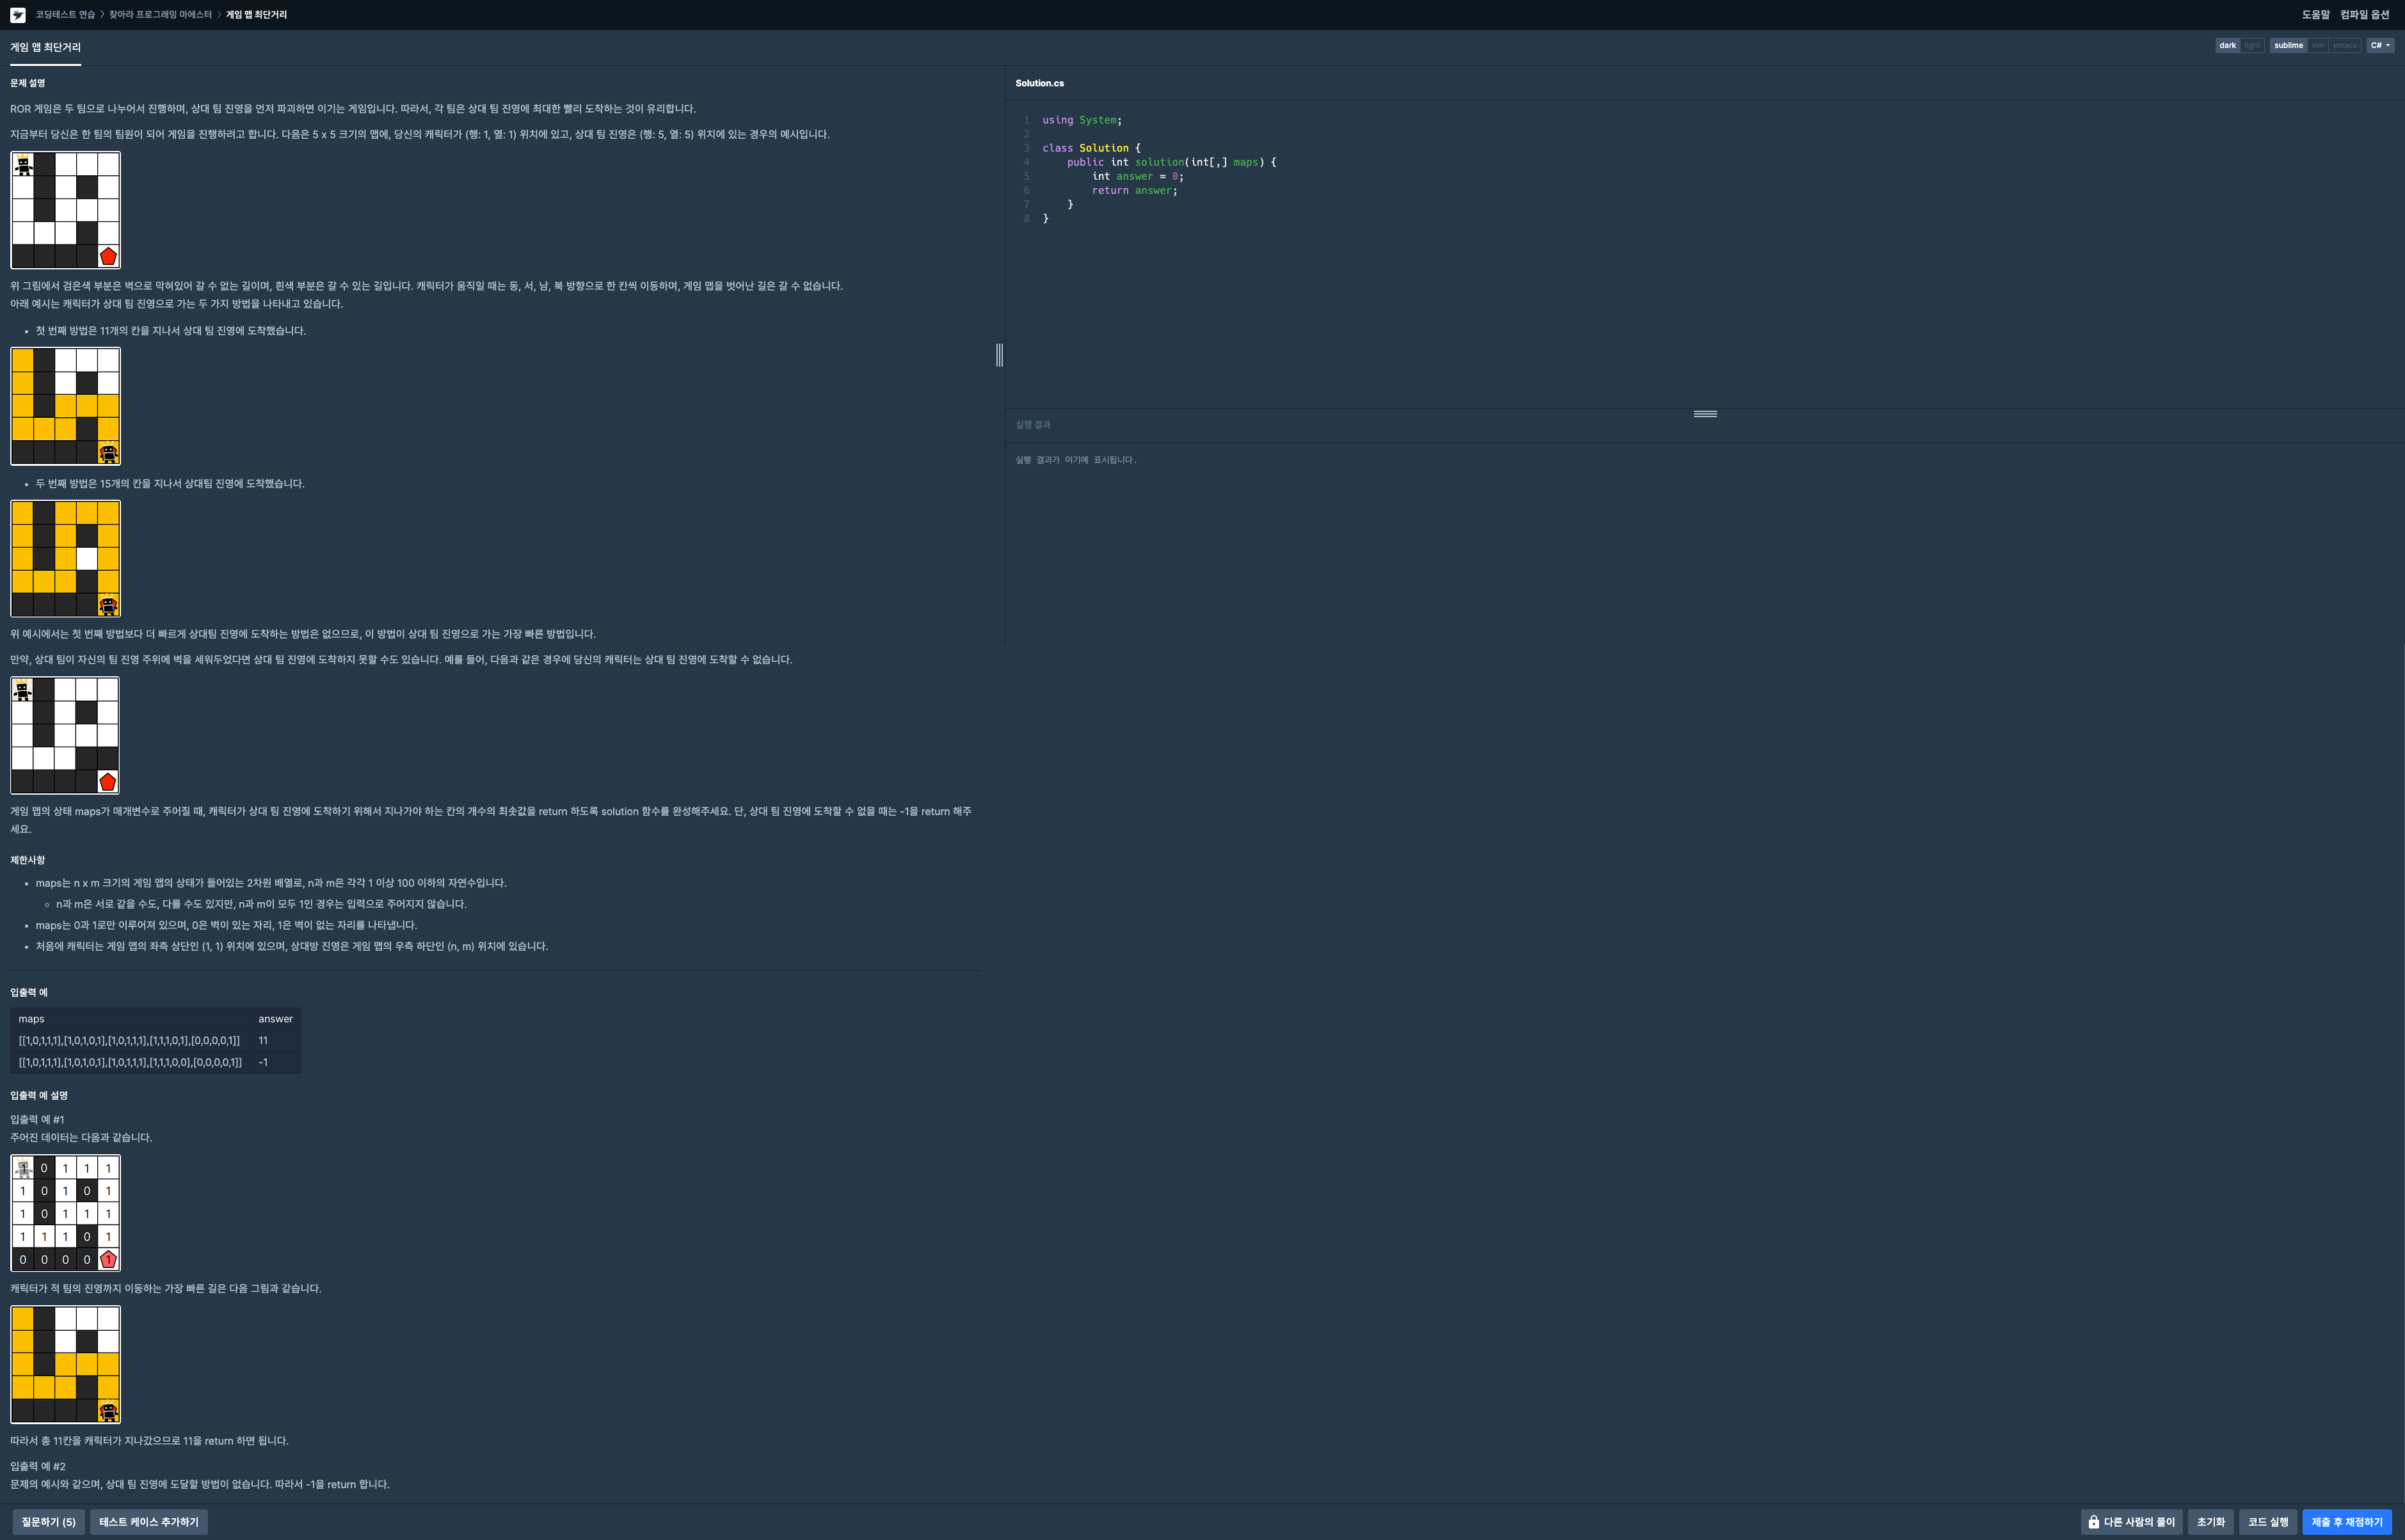 코딩테스트 연습 > 찾아라 프로그래밍 마에스터 > 게임 맵 최단거리
도움말 컴파일 옵션
게임 맵 최단거리
dark light sublime vim emacs C#
문제 설명
ROR 게임은 두 팀으로 나누어서 진행하며, 상대 팀 진영을 먼저 파괴하면 이기는 게임입니다. 따라서, 각 팀은 상대 팀 진영에 최대한 빨리 도착하는 것이 유리합니다.
지금부터 당신은 한 팀의 팀원이 되어 게임을 진행하려고 합니다. 다음은 5 x 5 크기의 맵에, 당신의 캐릭터가 (행: 1, 열: 1) 위치에 있고, 상대 팀 진영은 (행: 5, 열: 5) 위치에 있는 경우의 예시입니다.
위 그림에서 검은색 부분은 벽으로 막혀있어 갈 수 없는 길이며, 흰색 부분은 갈 수 있는 길입니다. 캐릭터가 움직일 때는 동, 서, 남, 북 방향으로 한 칸씩 이동하며, 게임 맵을 벗어난 길은 갈 수 없습니다.
아래 예시는 캐릭터가 상대 팀 진영으로 가는 두 가지 방법을 나타내고 있습니다.
• 첫 번째 방법은 11개의 칸을 지나서 상대 팀 진영에 도착했습니다.
• 두 번째 방법은 15개의 칸을 지나서 상대팀 진영에 도착했습니다.
위 예시에서는 첫 번째 방법보다 더 빠르게 상대팀 진영에 도착하는 방법은 없으므로, 이 방법이 상대 팀 진영으로 가는 가장 빠른 방법입니다.
만약, 상대 팀이 자신의 팀 진영 주위에 벽을 세워두었다면 상대 팀 진영에 도착하지 못할 수도 있습니다. 예를 들어, 다음과 같은 경우에 당신의 캐릭터는 상대 팀 진영에 도착할 수 없습니다.
게임 맵의 상태 maps가 매개변수로 주어질 때, 캐릭터가 상대 팀 진영에 도착하기 위해서 지나가야 하는 칸의 개수의 최솟값을 return 하도록 solution 함수를 완성해주세요. 단, 상대 팀 진영에 도착할 수 없을 때는 -1을 return 해주
세요.
제한사항
• maps는 n x m 크기의 게임 맵의 상태가 들어있는 2차원 배열로, n과 m은 각각 1 이상 100 이하의 자연수입니다.
◦ n과 m은 서로 같을 수도, 다를 수도 있지만, n과 m이 모두 1인 경우는 입력으로 주어지지 않습니다.
• maps는 0과 1로만 이루어져 있으며, 0은 벽이 있는 자리, 1은 벽이 없는 자리를 나타냅니다.
• 처음에 캐릭터는 게임 맵의 좌측 상단인 (1, 1) 위치에 있으며, 상대방 진영은 게임 맵의 우측 하단인 (n, m) 위치에 있습니다.
입출력 예
maps answer
[[1,0,1,1,1],[1,0,1,0,1],[1,0,1,1,1],[1,1,1,0,1],[0,0,0,0,1]] 11
[[1,0,1,1,1],[1,0,1,0,1],[1,0,1,1,1],[1,1,1,0,0],[0,0,0,0,1]] -1
입출력 예 설명
입출력 예 #1
주어진 데이터는 다음과 같습니다.
1 0 1 1 1
1 0 1 0 1
1 0 1 1 1
1 1 1 0 1
0 0 0 0 1
캐릭터가 적 팀의 진영까지 이동하는 가장 빠른 길은 다음 그림과 같습니다.
따라서 총 11칸을 캐릭터가 지나갔으므로 11을 return 하면 됩니다.
입출력 예 #2
문제의 예시와 같으며, 상대 팀 진영에 도달할 방법이 없습니다. 따라서 -1을 return 합니다.
Solution.cs
1 using System;
2
3 class Solution {
4 public int solution(int[,] maps) {
5 int answer = 0;
6 return answer;
7 }
8 }
실행 결과
실행 결과가 여기에 표시됩니다.
질문하기 (5) 테스트 케이스 추가하기
다른 사람의 풀이 초기화 코드 실행 제출 후 채점하기